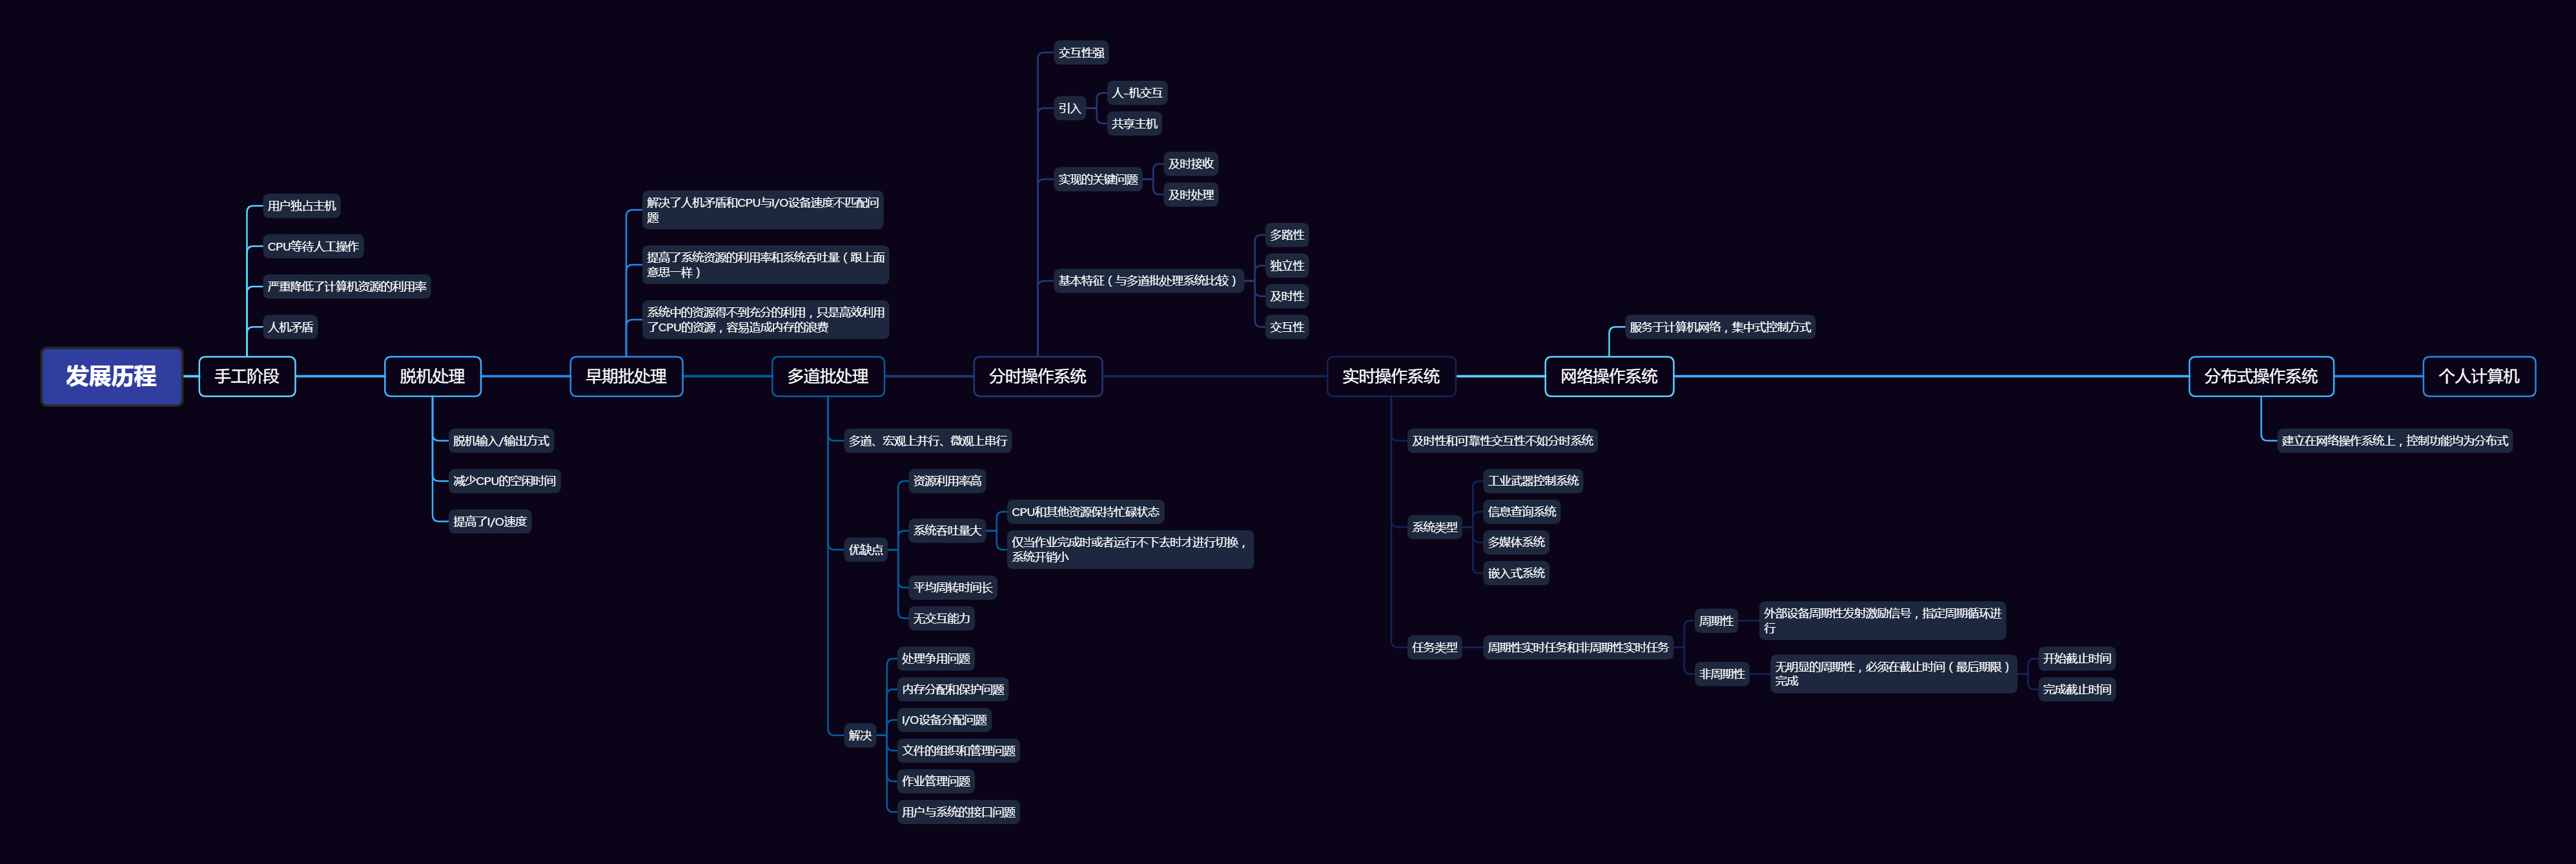 发展历程
手工阶段
用户独占主机
CPU等待人工操作
严重降低了计算机资源的利用率
人机矛盾
脱机处理
脱机输入/输出方式
减少CPU的空闲时间
提高了I/O速度
早期批处理
解决了人机矛盾和CPU与I/O设备速度不匹配问
题
提高了系统资源的利用率和系统吞吐量（跟上面
意思一样）
系统中的资源得不到充分的利用，只是高效利用
了CPU的资源，容易造成内存的浪费
多道批处理
多道、宏观上并行、微观上串行
优缺点
资源利用率高
系统吞吐量大
CPU和其他资源保持忙碌状态
仅当作业完成时或者运行不下去时才进行切换，
系统开销小
平均周转时间长
无交互能力
解决
处理争用问题
内存分配和保护问题
I/O设备分配问题
文件的组织和管理问题
作业管理问题
用户与系统的接口问题
分时操作系统
交互性强
引入
人-机交互
共享主机
实现的关键问题
及时接收
及时处理
基本特征（与多道批处理系统比较）
多路性
独立性
及时性
交互性
实时操作系统
及时性和可靠性交互性不如分时系统
系统类型
工业武器控制系统
信息查询系统
多媒体系统
嵌入式系统
任务类型
周期性实时任务和非周期性实时任务
周期性
外部设备周期性发射激励信号，指定周期循环进
行
非周期性
无明显的周期性，必须在截止时间（最后期限）
完成
开始截止时间
完成截止时间
网络操作系统
服务于计算机网络，集中式控制方式
分布式操作系统
建立在网络操作系统上，控制功能均为分布式
个人计算机